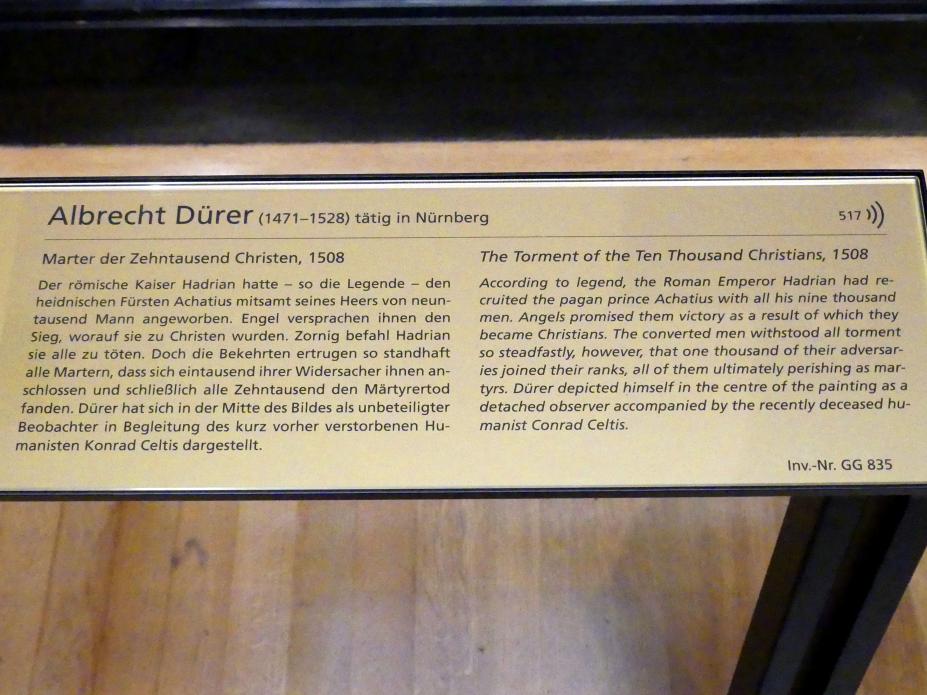 Albrecht Dürer (1471–1528) tätig in Nürnberg
517
Marter der Zehntausend Christen, 1508
Der römische Kaiser Hadrian hatte – so die Legende – den
heidnischen Fürsten Achatius mitsamt seines Heers von neun-
tausend Mann angeworben. Engel versprachen ihnen den
Sieg, worauf sie zu Christen wurden. Zornig befahl Hadrian
sie alle zu töten. Doch die Bekehrten ertrugen so standhaft
alle Martern, dass sich eintausend ihrer Widersacher ihnen an-
schlossen und schließlich alle Zehntausend den Märtyrertod
fanden. Dürer hat sich in der Mitte des Bildes als unbeteiligter
Beobachter in Begleitung des kurz vorher verstorbenen Hu-
manisten Konrad Celtis dargestellt.
The Torment of the Ten Thousand Christians, 1508
According to legend, the Roman Emperor Hadrian had re-
cruited the pagan prince Achatius with all his nine thousand
men. Angels promised them victory as a result of which they
became Christians. The converted men withstood all torment
so steadfastly, however, that one thousand of their adversar-
ies joined their ranks, all of them ultimately perishing as mar-
tyrs. Dürer depicted himself in the centre of the painting as a
detached observer accompanied by the recently deceased hu-
manist Conrad Celtis.
Inv.-Nr. GG 835